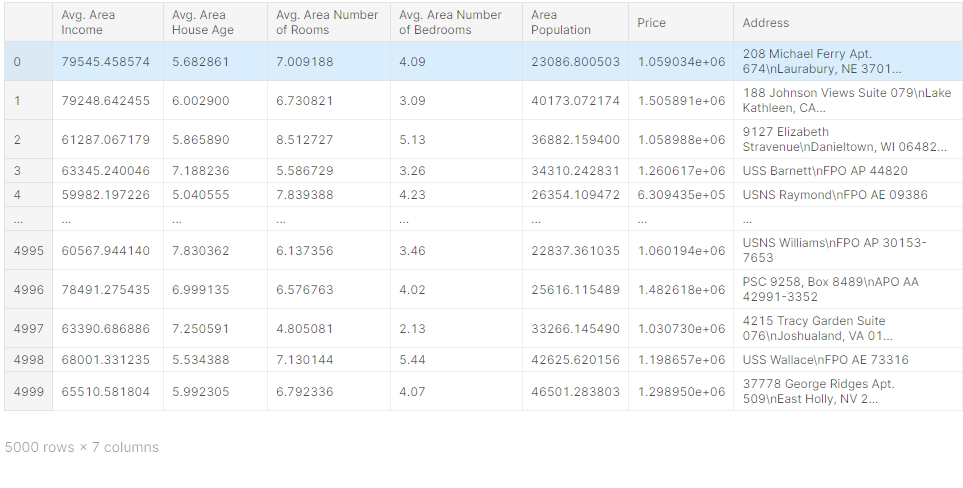 Avg. Area Income Avg. Area House Age Avg. Area Number of Rooms Avg. Area Number of Bedrooms Area Population Price Address
0 79545.458574 5.682861 7.009188 4.09 23086.800503 1.059034e+06 208 Michael Ferry Apt. 674\nLaurabury, NE 3701...
1 79248.642455 6.002900 6.730821 3.09 40173.072174 1.505891e+06 188 Johnson Views Suite 079\nLake Kathleen, CA...
2 61287.067179 5.865890 8.512727 5.13 36882.159400 1.058988e+06 9127 Elizabeth Stravenue\nDanieltown, WI 06482...
3 63345.240046 7.188236 5.586729 3.26 34310.242831 1.260617e+06 USS Barnett\nFPO AP 44820
4 59982.197226 5.040555 7.839388 4.23 26354.109472 6.309435e+05 USNS Raymond\nFPO AE 09386
... ... ... ... ... ... ... ...
4995 60567.944140 7.830362 6.137356 3.46 22837.361035 1.060194e+06 USNS Williams\nFPO AP 30153-7653
4996 78491.275435 6.999135 6.576763 4.02 25616.115489 1.482618e+06 PSC 9258, Box 8489\nAPO AA 42991-3352
4997 63390.686886 7.250591 4.805081 2.13 33266.145490 1.030730e+06 4215 Tracy Garden Suite 076\nJoshualand, VA 01...
4998 68001.331235 5.534388 7.130144 5.44 42625.620156 1.198657e+06 USS Wallace\nFPO AE 73316
4999 65510.581804 5.992305 6.792336 4.07 46501.283803 1.298950e+06 37778 George Ridges Apt. 509\nEast Holly, NV 2...
5000 rows × 7 columns